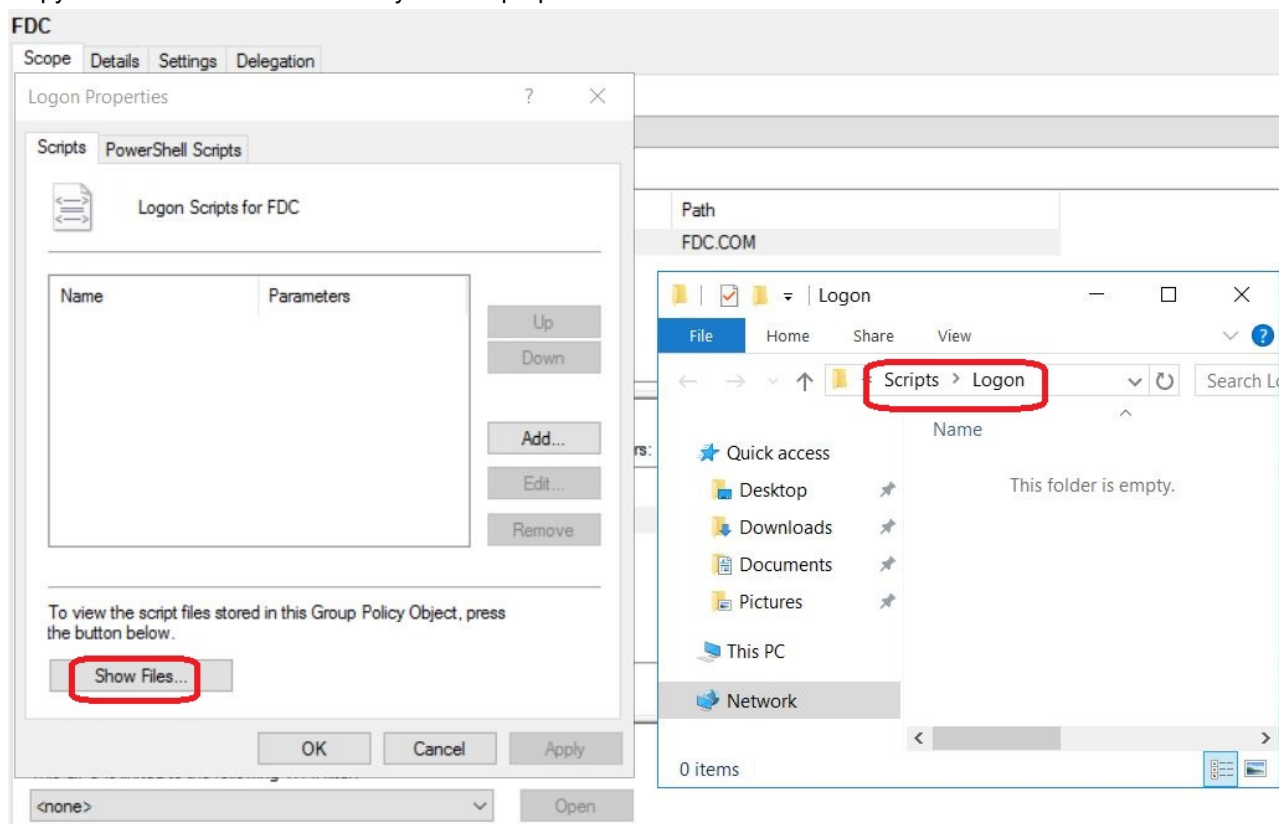 FDC
Scope Details Settings Delegation
Logon Properties ?
Scripts PowerShell Scripts
Logon Scripts for FDC
Name Parameters
Up
Down
Add...
Edit...
Remove
To view the script files stored in this Group Policy Object, press
the button below.
Show Files...
OK Cancel Apply
<none> Open
Path
FDC.COM
rs:
Logon
File Home Share View ?
Scripts > Logon Search Lo
Name
Quick access
This folder is empty.
Desktop
Downloads
Documents
Pictures
This PC
Network
0 items